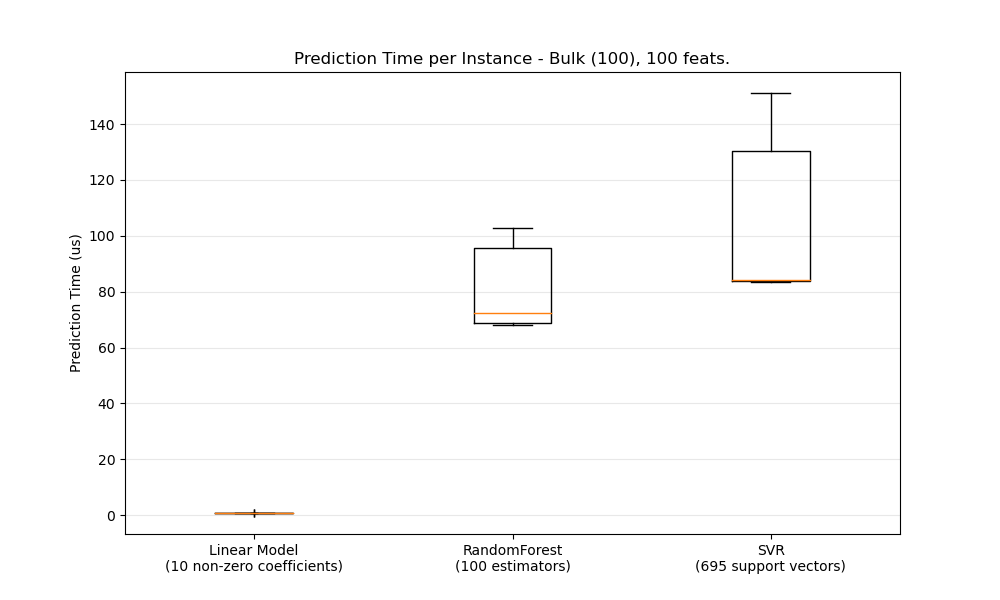 Prediction Time per Instance - Bulk (100), 100 feats.
Prediction Time (us)
140
120
100
80
60
40
20
0
Linear Model
(10 non-zero coefficients)
RandomForest
(100 estimators)
SVR
(695 support vectors)